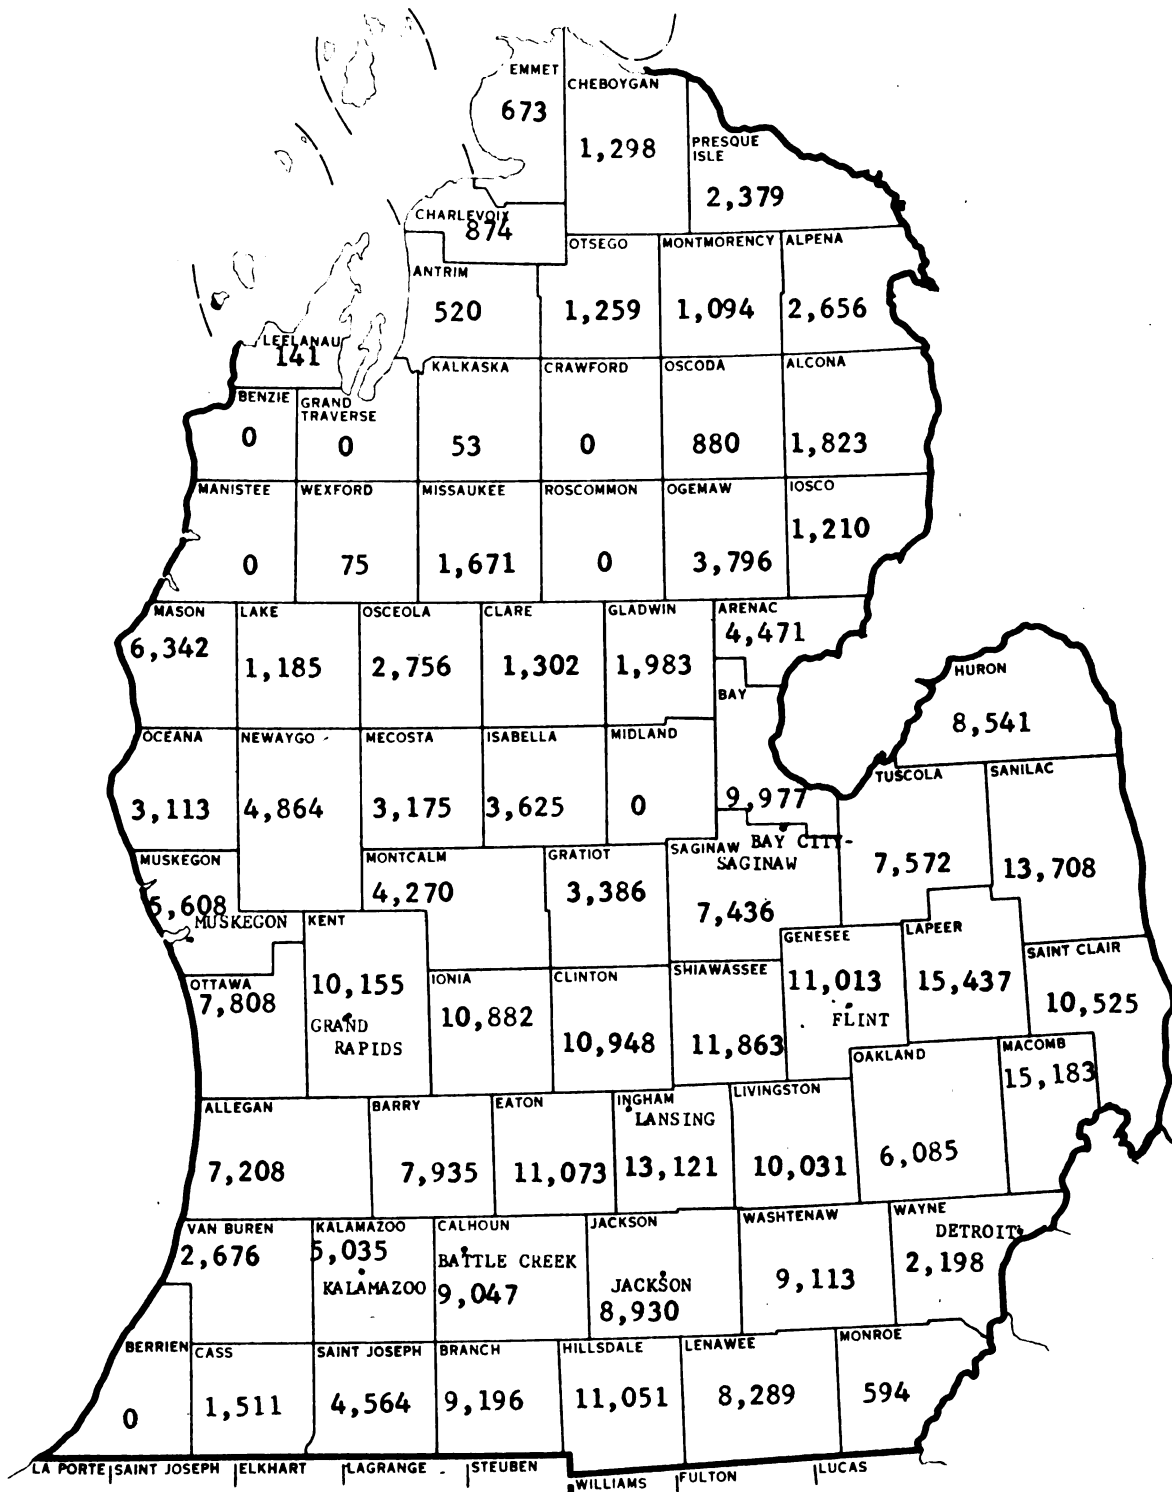 EMMET
673
CHEBOYGAN
1,298
PRESQUE
ISLE
2,379
CHARLEVOIX
874
ANTRIM
520
OTSEGO
1,259
MONTMORENCY
1,094
ALPENA
2,656
LEELANAU
141
BENZIE
0
GRAND
TRAVERSE
0
KALKASKA
53
CRAWFORD
0
OSCODA
880
ALCONA
1,823
MANISTEE
0
WEXFORD
75
MISSAUKEE
1,671
ROSCOMMON
0
OGEMAW
3,796
IOSCO
1,210
MASON
6,342
LAKE
1,185
OSCEOLA
2,756
CLARE
1,302
GLADWIN
1,983
ARENAC
4,471
HURON
8,541
OCEANA
3,113
NEWAYGO
4,864
MECOSTA
3,175
ISABELLA
3,625
MIDLAND
0
BAY
9,977
BAY CITY-
SAGINAW
TUSCOLA
7,572
SANILAC
13,708
MUSKEGON
5,608
MUSKEGON
MONTCALM
4,270
GRATIOT
3,386
SAGINAW
7,436
OTTAWA
7,808
KENT
10,155
GRAND
RAPIDS
IONIA
10,882
CLINTON
10,948
SHIAWASSEE
11,863
GENESEE
11,013
FLINT
LAPEER
15,437
SAINT CLAIR
10,525
ALLEGAN
7,208
BARRY
7,935
EATON
11,073
INGHAM
LANSING
13,121
LIVINGSTON
10,031
OAKLAND
6,085
MACOMB
15,183
VAN BUREN
2,676
KALAMAZOO
5,035
KALAMAZOO
CALHOUN
BATTLE CREEK
9,047
JACKSON
JACKSON
8,930
WASHTENAW
9,113
WAYNE
DETROIT
2,198
BERRIEN
0
CASS
1,511
SAINT JOSEPH
4,564
BRANCH
9,196
HILLSDALE
11,051
LENAWEE
8,289
MONROE
594
LA PORTE
SAINT JOSEPH
ELKHART
LAGRANGE
STEUBEN
WILLIAMS
FULTON
LUCAS